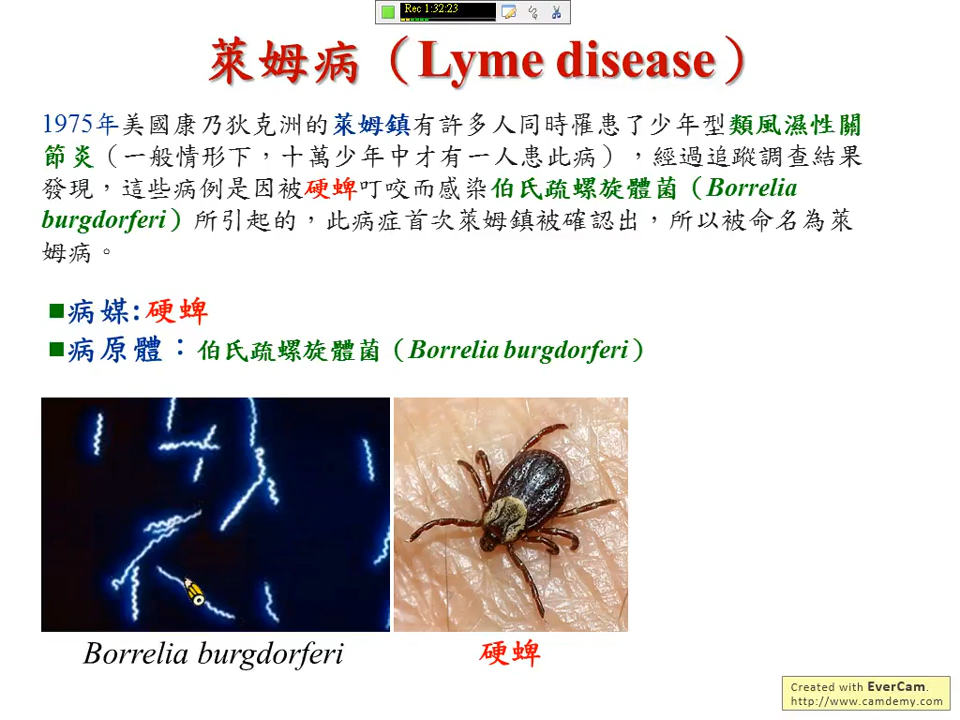 Rec 1:32:23
萊姆病（Lyme disease）
1975年美國康乃狄克洲的萊姆鎮有許多人同時罹患了少年型類風濕性關
節炎（一般情形下，十萬少年中才有一人患此病），經過追蹤調查結果
發現，這些病例是因被硬蜱叮咬而感染伯氏疏螺旋體菌（Borrelia
burgdorferi）所引起的，此病症首次萊姆鎮被確認出，所以被命名為萊
姆病。
■病媒:硬蜱
■病原體：伯氏疏螺旋體菌（Borrelia burgdorferi）
Borrelia burgdorferi
硬蜱
Created with EverCam.
http://www.camdemy.com